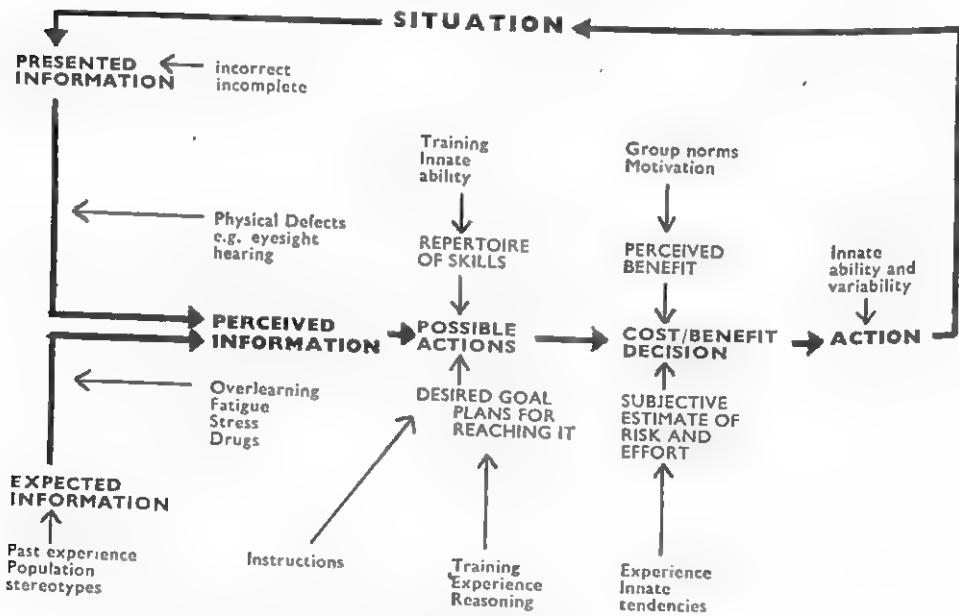 SITUATION
PRESENTED
INFORMATION
incorrect
incomplete
Training
Innate
ability
Group norms
Motivation
Physical Defects
e.g. eyesight
hearing
REPERTOIRE
OF SKILLS
PERCEIVED
BENEFIT
Innate
ability and
variability
PERCEIVED
INFORMATION
POSSIBLE
ACTIONS
COST/BENEFIT
DECISION
ACTION
Overlearning
Fatigue
Stress
Drugs
DESIRED GOAL
PLANS FOR
REACHING IT
SUBJECTIVE
ESTIMATE OF
RISK AND
EFFORT
EXPECTED
INFORMATION
Past experience
Population
stereotypes
Instructions
Training
Experience
Reasoning
Experience
Innate
tendencies